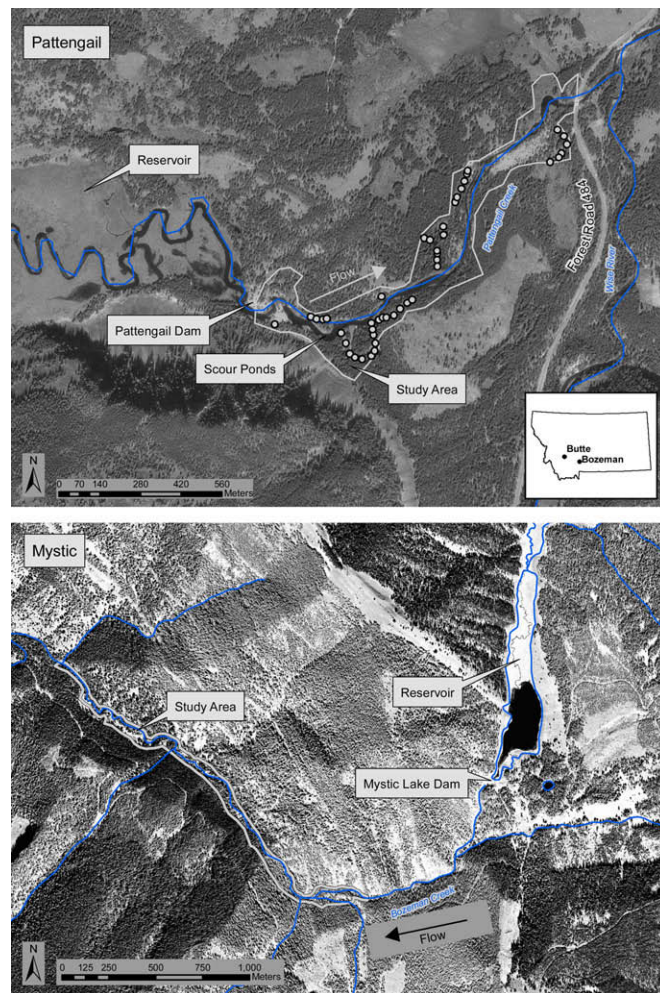 Pattengail
Reservoir
Forest Road 484
Pattengail Creek
Wise River
Flow
Pattengail Dam
Scour Ponds
Study Area
Butte
Bozeman
N
0 70 140 280 420 560
Meters
Mystic
Study Area
Reservoir
Mystic Lake Dam
Bozeman Creek
Flow
N
0 125 250 500 750 1,000
Meters